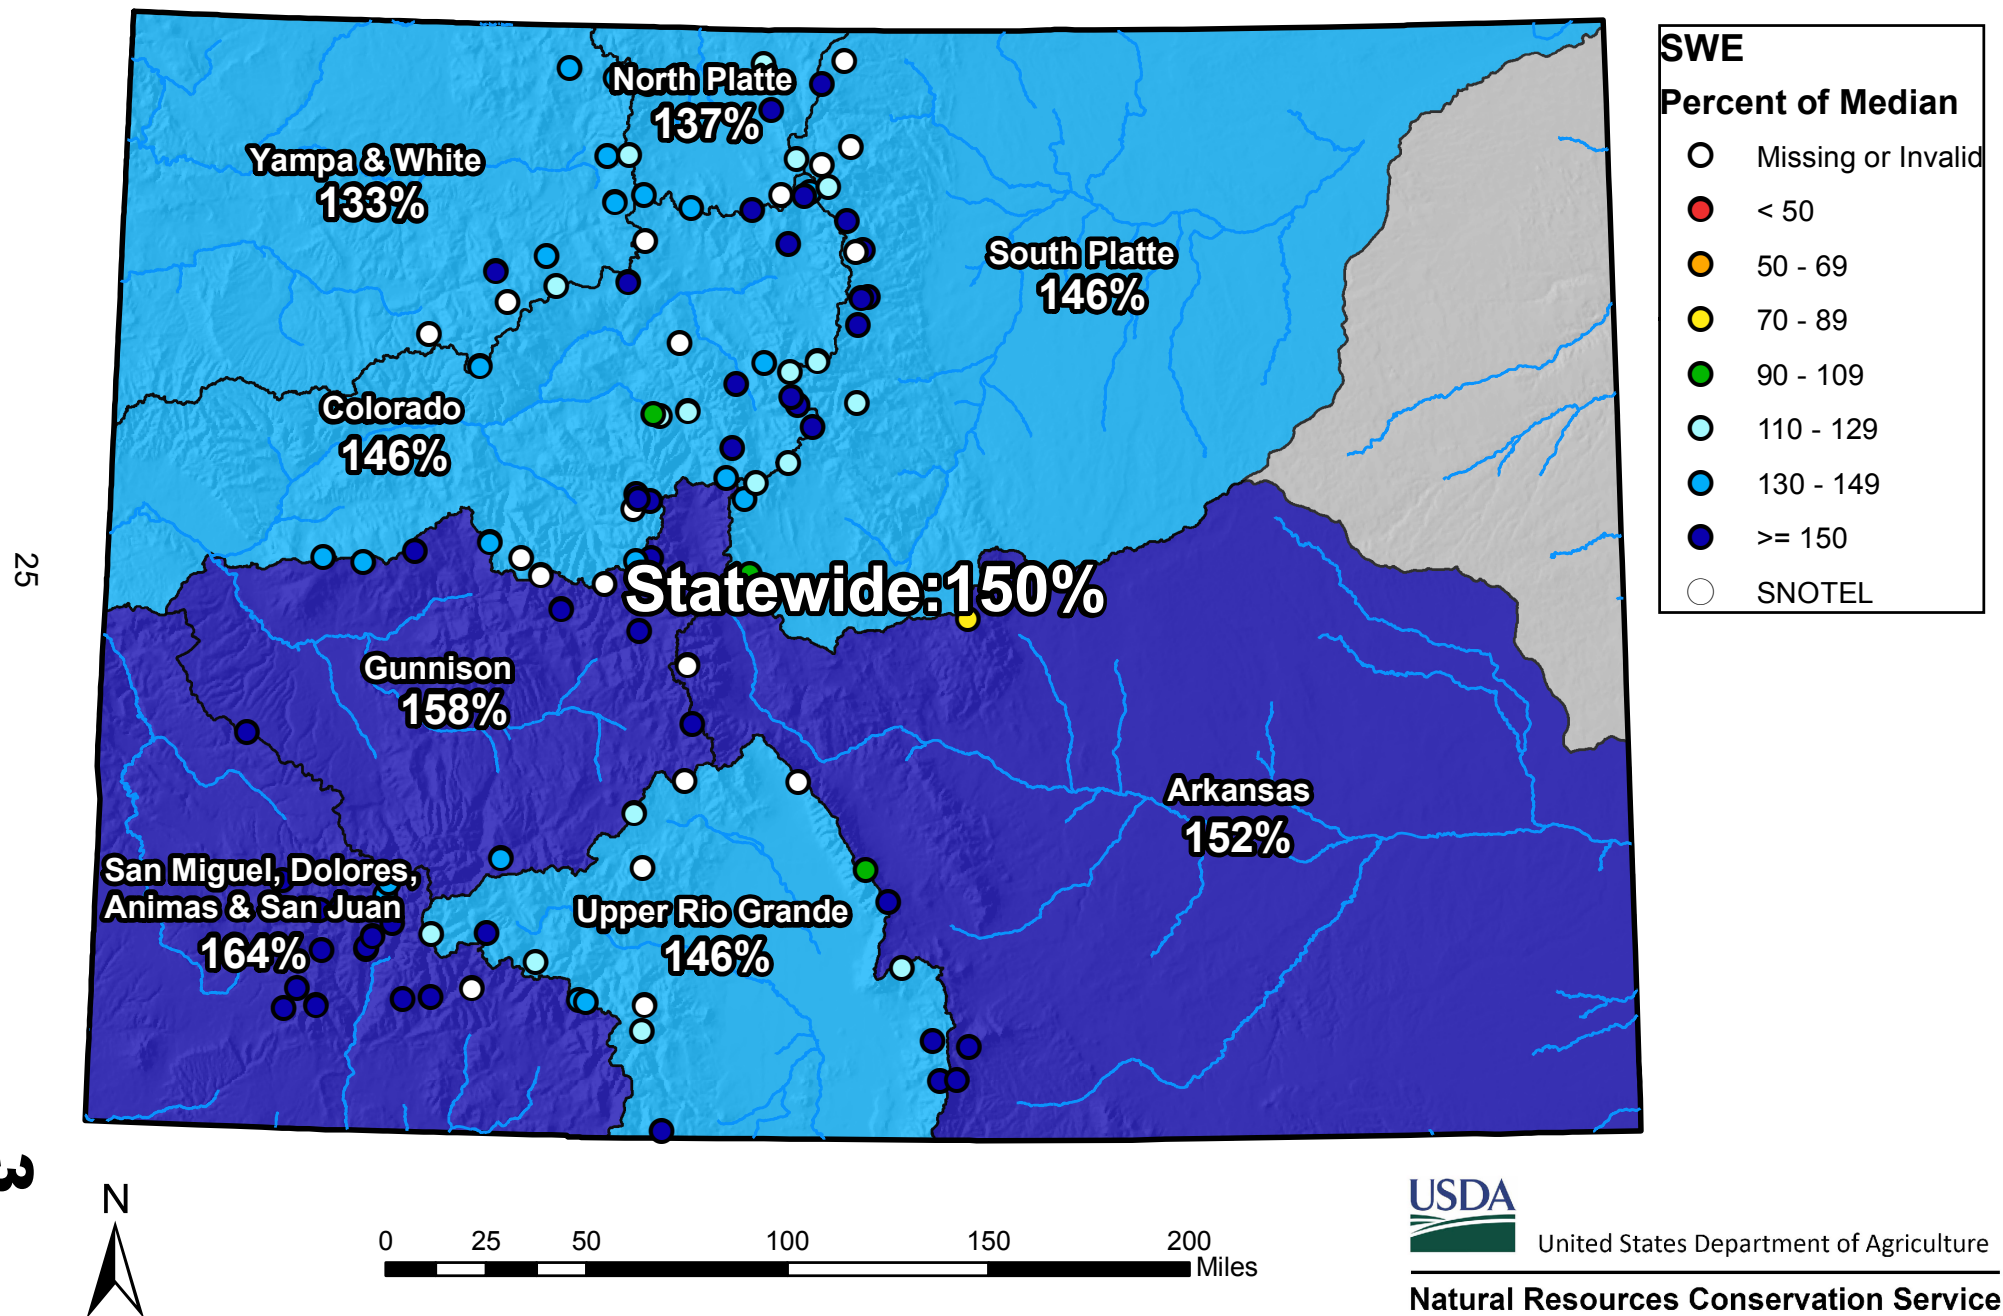 North Platte
137%
Yampa & White
133%
South Platte
146%
Colorado
146%
Statewide:150%
Gunnison
158%
Arkansas
152%
San Miguel, Dolores,
Animas & San Juan
164%
Upper Rio Grande
146%
SWE
Percent of Median
Missing or Invalid
< 50
50 - 69
70 - 89
90 - 109
110 - 129
130 - 149
>= 150
SNOTEL
25
3
N
0 25 50 100 150 200
Miles
USDA
United States Department of Agriculture
Natural Resources Conservation Service